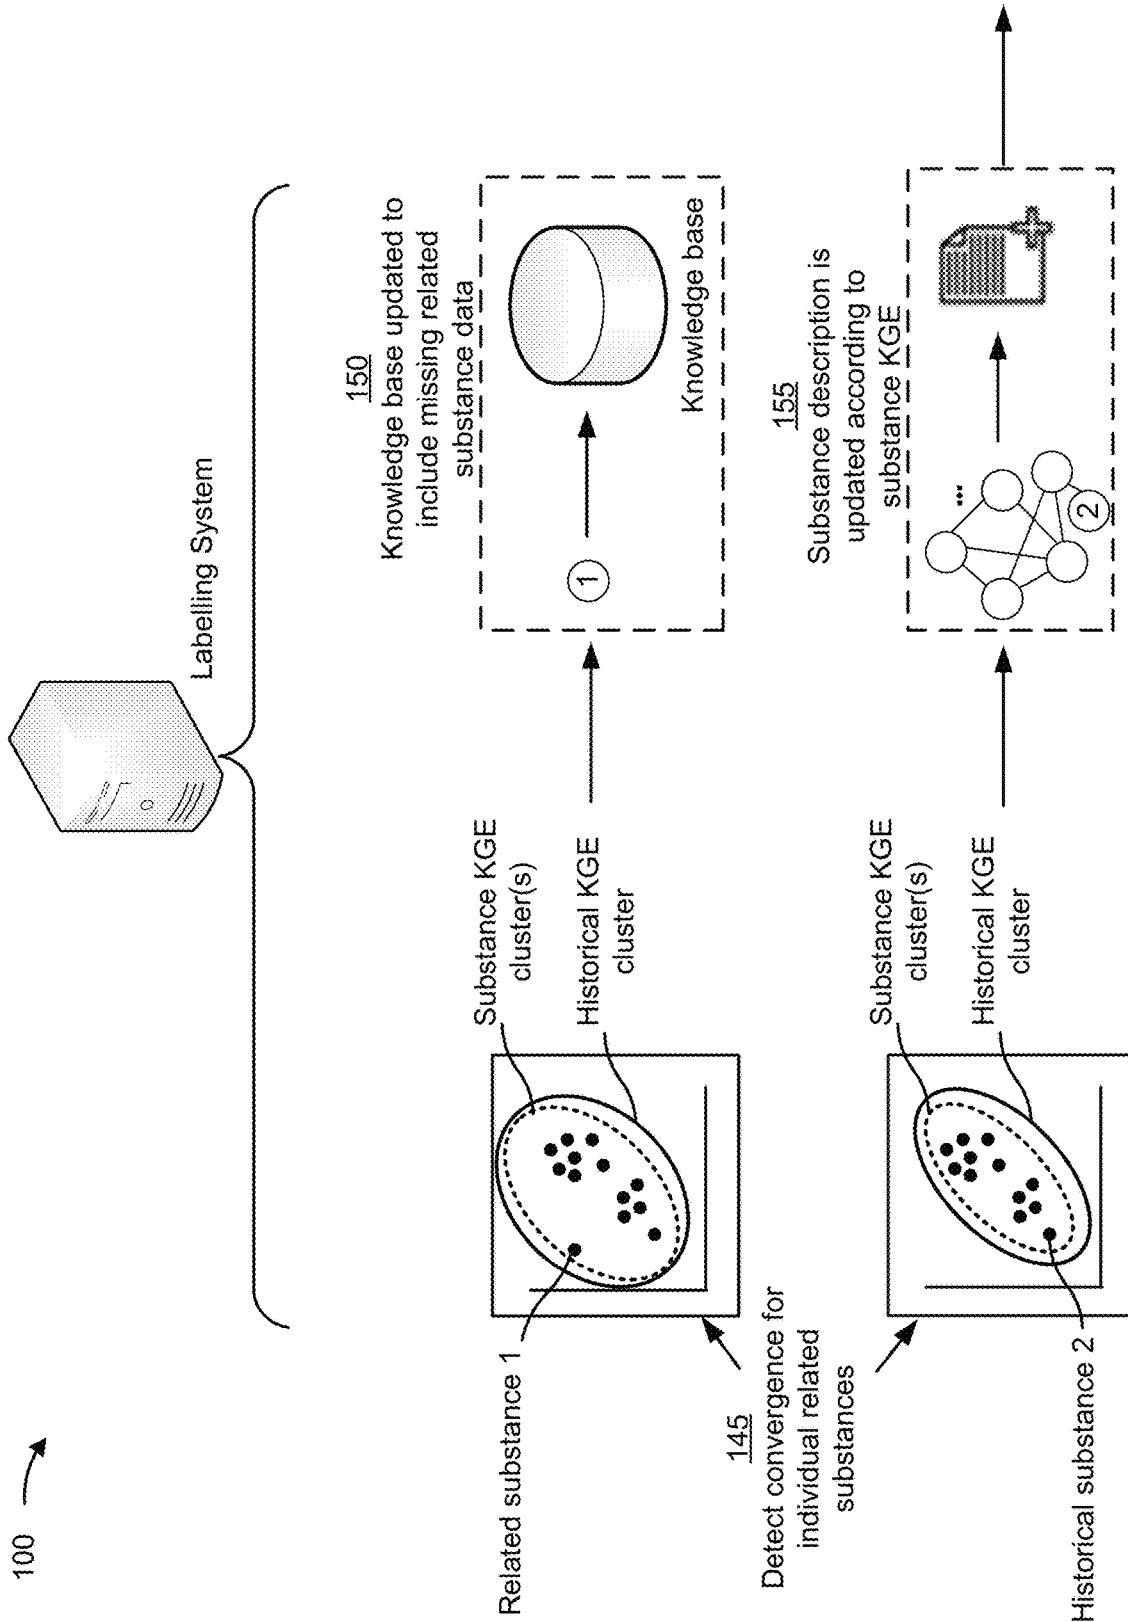 100
Labelling System
Related substance 1
Substance KGE
cluster(s)
Historical KGE
cluster
150
Knowledge base updated to
include missing related
substance data
1
Knowledge base
145
Detect convergence for
individual related
substances
Historical substance 2
Substance KGE
cluster(s)
Historical KGE
cluster
155
Substance description is
updated according to
substance KGE
...
2